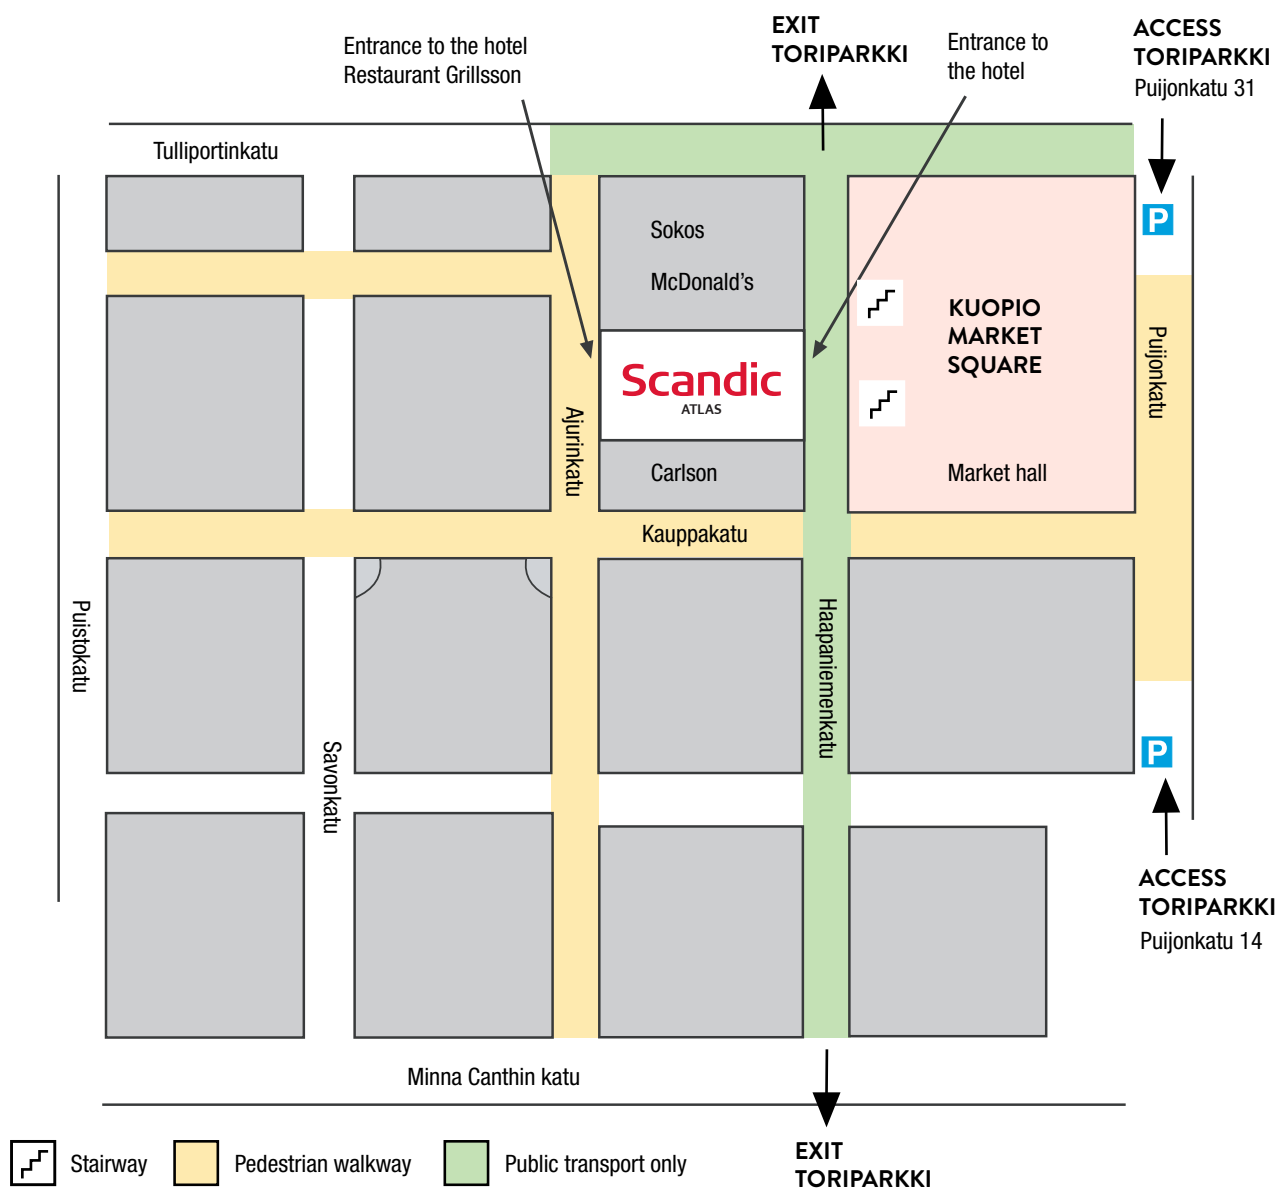 EXIT
TORIPARKKI
ACCESS
TORIPARKKI
Puijonkatu 31
Entrance to the hotel
Restaurant Grillsson
Entrance to
the hotel
Tulliportinkatu
P
Sokos
McDonald's
KUOPIO
MARKET
SQUARE
Puijonkatu
Scandic
ATLAS
Ajurinkatu
Carlson
Market hall
Kauppakatu
Puistokatu
Haapaniemenkatu
Savonkatu
P
ACCESS
TORIPARKKI
Puijonkatu 14
Minna Canthin katu
EXIT
TORIPARKKI
Stairway
Pedestrian walkway
Public transport only